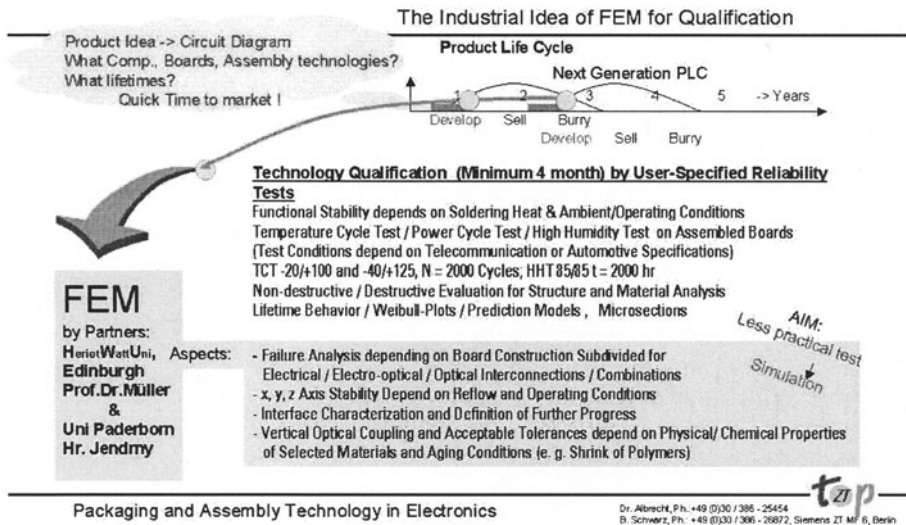 The Industrial Idea of FEM for Qualification
Product Idea -> Circuit Diagram
What Comp., Boards, Assembly technologies?
What lifetimes?
Quick Time to market !
Product Life Cycle
Next Generation PLC
1 2 3 4 5 -> Years
Develop Sell Burry
Develop Sell Burry
Technology Qualification (Minimum 4 month) by User-Specified Reliability
Tests
Functional Stability depends on Soldering Heat & Ambient/Operating Conditions
Temperature Cycle Test / Power Cycle Test / High Humidity Test on Assembled Boards
(Test Conditions depend on Telecommunication or Automotive Specifications)
TCT -20/+100 and -40/+125, N = 2000 Cycles; HHT 85/85 t = 2000 hr
Non-destructive / Destructive Evaluation for Structure and Material Analysis
Lifetime Behavior / Weibull-Plots / Prediction Models , Microsections
AIM:
Less practical test
Simulation
FEM
by Partners:
HeriotWattUni,
Edinburgh
Prof.Dr.Müller
&
Uni Paderborn
Hr. Jendrny
Aspects:
- Failure Analysis depending on Board Construction Subdivided for
Electrical / Electro-optical / Optical Interconnections / Combinations
- x, y, z Axis Stability Depend on Reflow and Operating Conditions
- Interface Characterization and Definition of Further Progress
- Vertical Optical Coupling and Acceptable Tolerances depend on Physical/ Chemical Properties
of Selected Materials and Aging Conditions (e. g. Shrink of Polymers)
top
ZT
Packaging and Assembly Technology in Electronics
Dr. Albrecht, Ph.: +49 (0)30 / 386 - 25454
B. Schwarz, Ph.: +49 (0)30 / 386 - 26872, Siemens ZT MF 6, Berlin